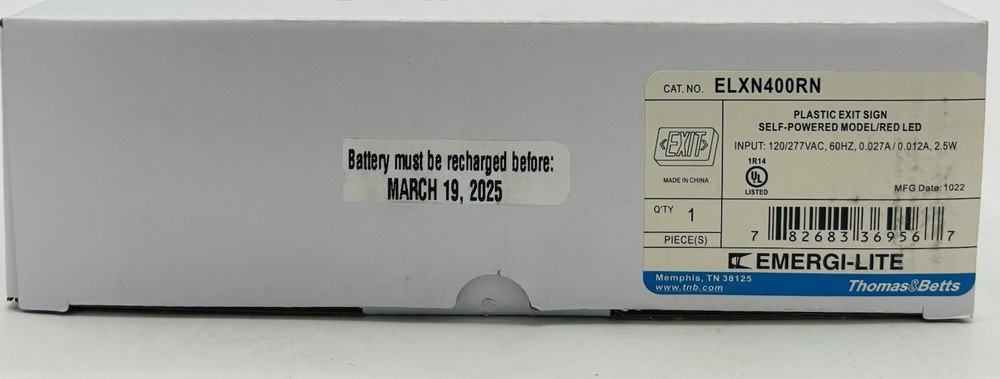 Battery must be recharged before:
MARCH 19, 2025
CAT. NO. ELXN400RN
PLASTIC EXIT SIGN
SELF-POWERED MODEL/RED LED
INPUT: 120/277VAC, 60HZ, 0.027A / 0.012A, 2.5W
EXIT
MADE IN CHINA
1R14
UL
LISTED
MFG Date: 1022
Q'TY 1
PIECE(S)
7 82683 36956 7
EMERGI-LITE
Memphis, TN 38125
www.tnb.com
Thomas&Betts